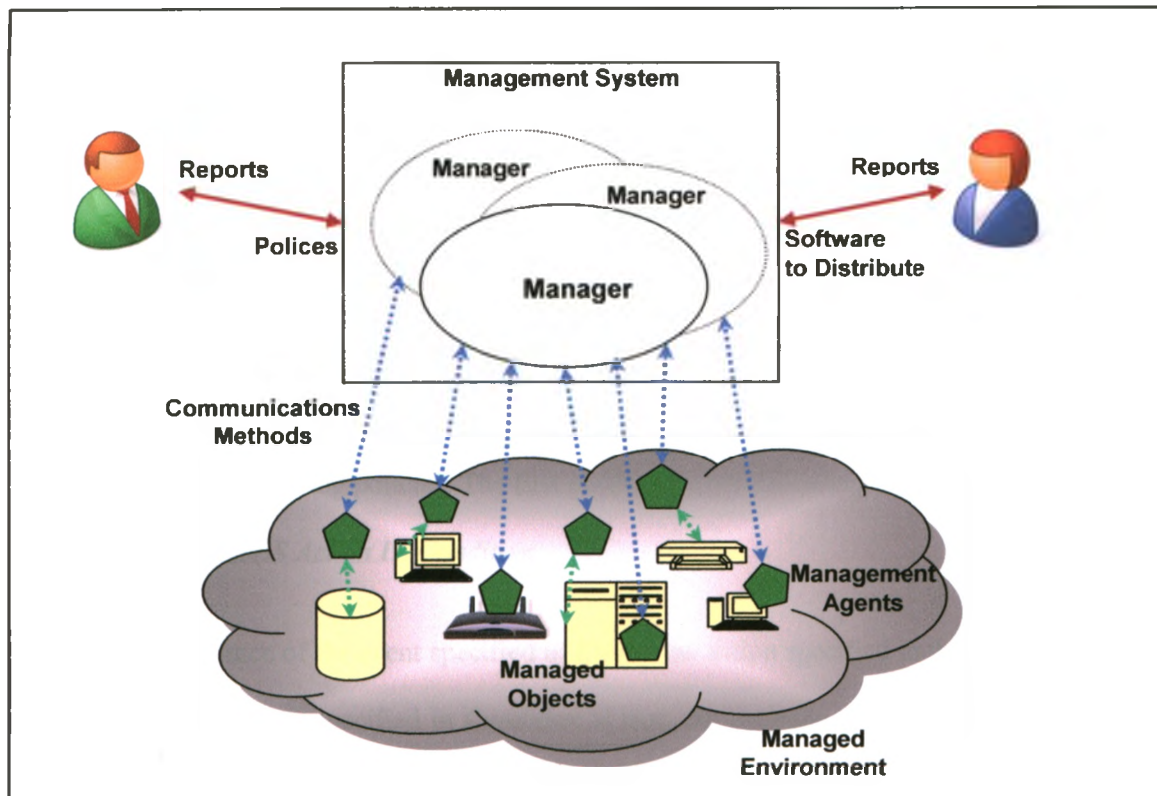 Management System
Manager
Manager
Manager
Reports
Polices
Reports
Software
to Distribute
Communications
Methods
Management
Agents
Managed
Objects
Managed
Environment